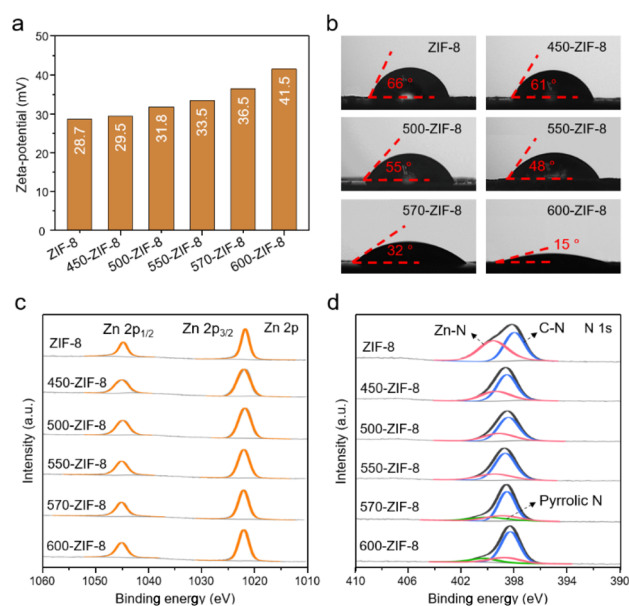 a
Zeta-potential (mV)
50
40
30
20
10
0
28.7
29.5
31.8
33.5
36.5
41.5
ZIF-8
450-ZIF-8
500-ZIF-8
550-ZIF-8
570-ZIF-8
600-ZIF-8
b
ZIF-8
66 °
450-ZIF-8
61 °
500-ZIF-8
55 °
550-ZIF-8
48 °
570-ZIF-8
32 °
600-ZIF-8
15 °
c
Zn 2p1/2
Zn 2p3/2
Zn 2p
ZIF-8
450-ZIF-8
500-ZIF-8
550-ZIF-8
570-ZIF-8
600-ZIF-8
Intensity (a.u.)
1060 1050 1040 1030 1020 1010
Binding energy (eV)
d
Zn-N
C-N
N 1s
ZIF-8
450-ZIF-8
500-ZIF-8
550-ZIF-8
570-ZIF-8
Pyrrolic N
600-ZIF-8
Intensity (a.u.)
410 406 402 398 394 390
Binding energy (eV)